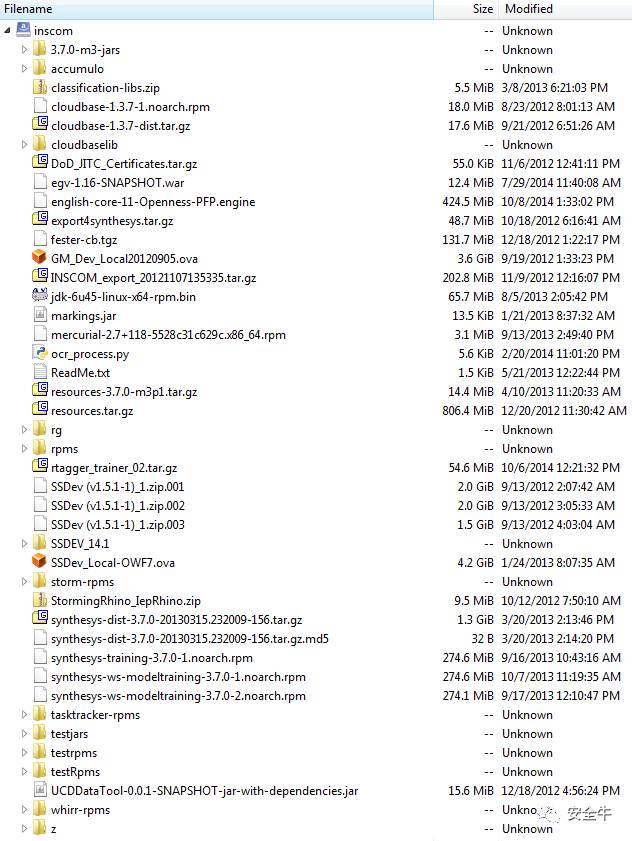 Filename Size Modified
inscom -- Unknown
3.7.0-m3-jars -- Unknown
accumulo -- Unknown
classification-libs.zip 5.5 MiB 3/8/2013 6:21:03 PM
cloudbase-1.3.7-1.noarch.rpm 18.0 MiB 8/23/2012 8:01:13 AM
cloudbase-1.3.7-dist.tar.gz 17.6 MiB 9/21/2012 6:51:26 AM
cloudbaselib -- Unknown
DoD_JITC_Certificates.tar.gz 55.0 KiB 11/6/2012 12:41:11 PM
egv-1.16-SNAPSHOT.war 12.4 MiB 7/29/2014 11:40:08 AM
english-core-11-Openness-PFP.engine 424.5 MiB 10/8/2014 1:33:02 PM
export4synthesys.tar.gz 48.7 MiB 10/18/2012 6:16:41 AM
fester-cb.tgz 131.7 MiB 12/18/2012 1:22:17 PM
GM_Dev_Local20120905.ova 3.6 GiB 9/19/2012 1:33:23 PM
INSCOM_export_20121107135335.tar.gz 202.8 MiB 11/9/2012 12:16:07 PM
jdk-6u45-linux-x64-rpm.bin 65.7 MiB 8/5/2013 2:05:42 PM
markings.jar 13.5 KiB 1/21/2013 8:37:32 AM
mercurial-2.7+118-5528c31c629c.x86_64.rpm 3.1 MiB 9/13/2013 2:49:40 PM
ocr_process.py 5.6 KiB 2/20/2014 11:01:20 PM
ReadMe.txt 1.5 KiB 5/21/2013 12:22:44 PM
resources-3.7.0-m3p1.tar.gz 14.4 MiB 4/10/2013 11:20:33 AM
resources.tar.gz 806.4 MiB 12/20/2012 11:30:42 AM
rg -- Unknown
rpms -- Unknown
rtagger_trainer_02.tar.gz 54.6 MiB 10/6/2014 12:21:32 PM
SSDev (v1.5.1-1)_1.zip.001 2.0 GiB 9/13/2012 2:07:42 AM
SSDev (v1.5.1-1)_1.zip.002 2.0 GiB 9/13/2012 3:05:33 AM
SSDev (v1.5.1-1)_1.zip.003 1.5 GiB 9/13/2012 4:03:04 AM
SSDEV_14.1 -- Unknown
SSDev_Local-OWF7.ova 4.2 GiB 1/24/2013 8:07:35 AM
storm-rpms -- Unknown
StormingRhino_IepRhino.zip 9.5 MiB 10/12/2012 7:50:10 AM
synthesys-dist-3.7.0-20130315.232009-156.tar.gz 1.3 GiB 3/20/2013 2:13:46 PM
synthesys-dist-3.7.0-20130315.232009-156.tar.gz.md5 32 B 3/20/2013 2:14:20 PM
synthesys-training-3.7.0-1.noarch.rpm 274.6 MiB 9/16/2013 10:43:16 AM
synthesys-ws-modeltraining-3.7.0-1.noarch.rpm 274.6 MiB 10/7/2013 11:19:35 AM
synthesys-ws-modeltraining-3.7.0-2.noarch.rpm 274.1 MiB 9/17/2013 12:10:47 PM
tasktracker-rpms -- Unknown
testjars -- Unknown
testrpms -- Unknown
testRpms -- Unknown
UCDDataTool-0.0.1-SNAPSHOT-jar-with-dependencies.jar 15.6 MiB 12/18/2012 4:56:24 PM
whirr-rpms -- Unkno
安全牛
z -- Unknown